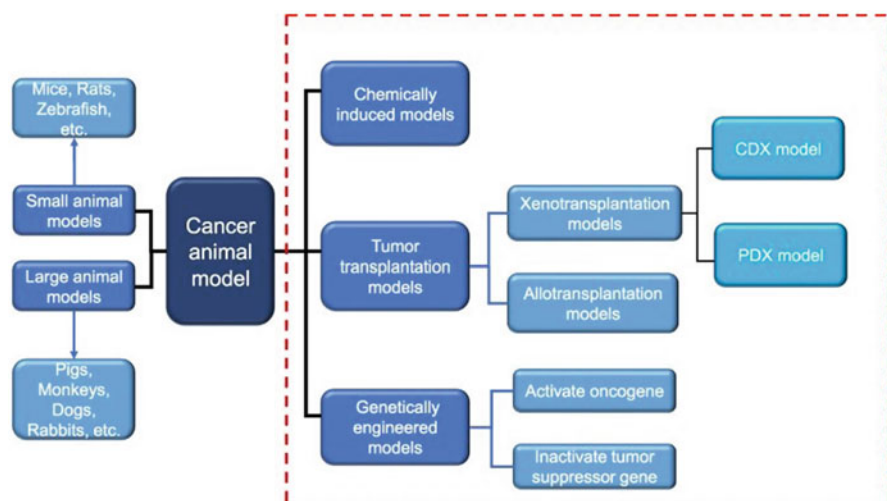 Mice, Rats,
Zebrafish,
etc.
Small animal
models
Large animal
models
Pigs,
Monkeys,
Dogs,
Rabbits, etc.
Cancer
animal
model
Chemically
induced models
Tumor
transplantation
models
Genetically
engineered
models
Xenotransplantation
models
Allotransplantation
models
Activate oncogene
Inactivate tumor
suppressor gene
CDX model
PDX model